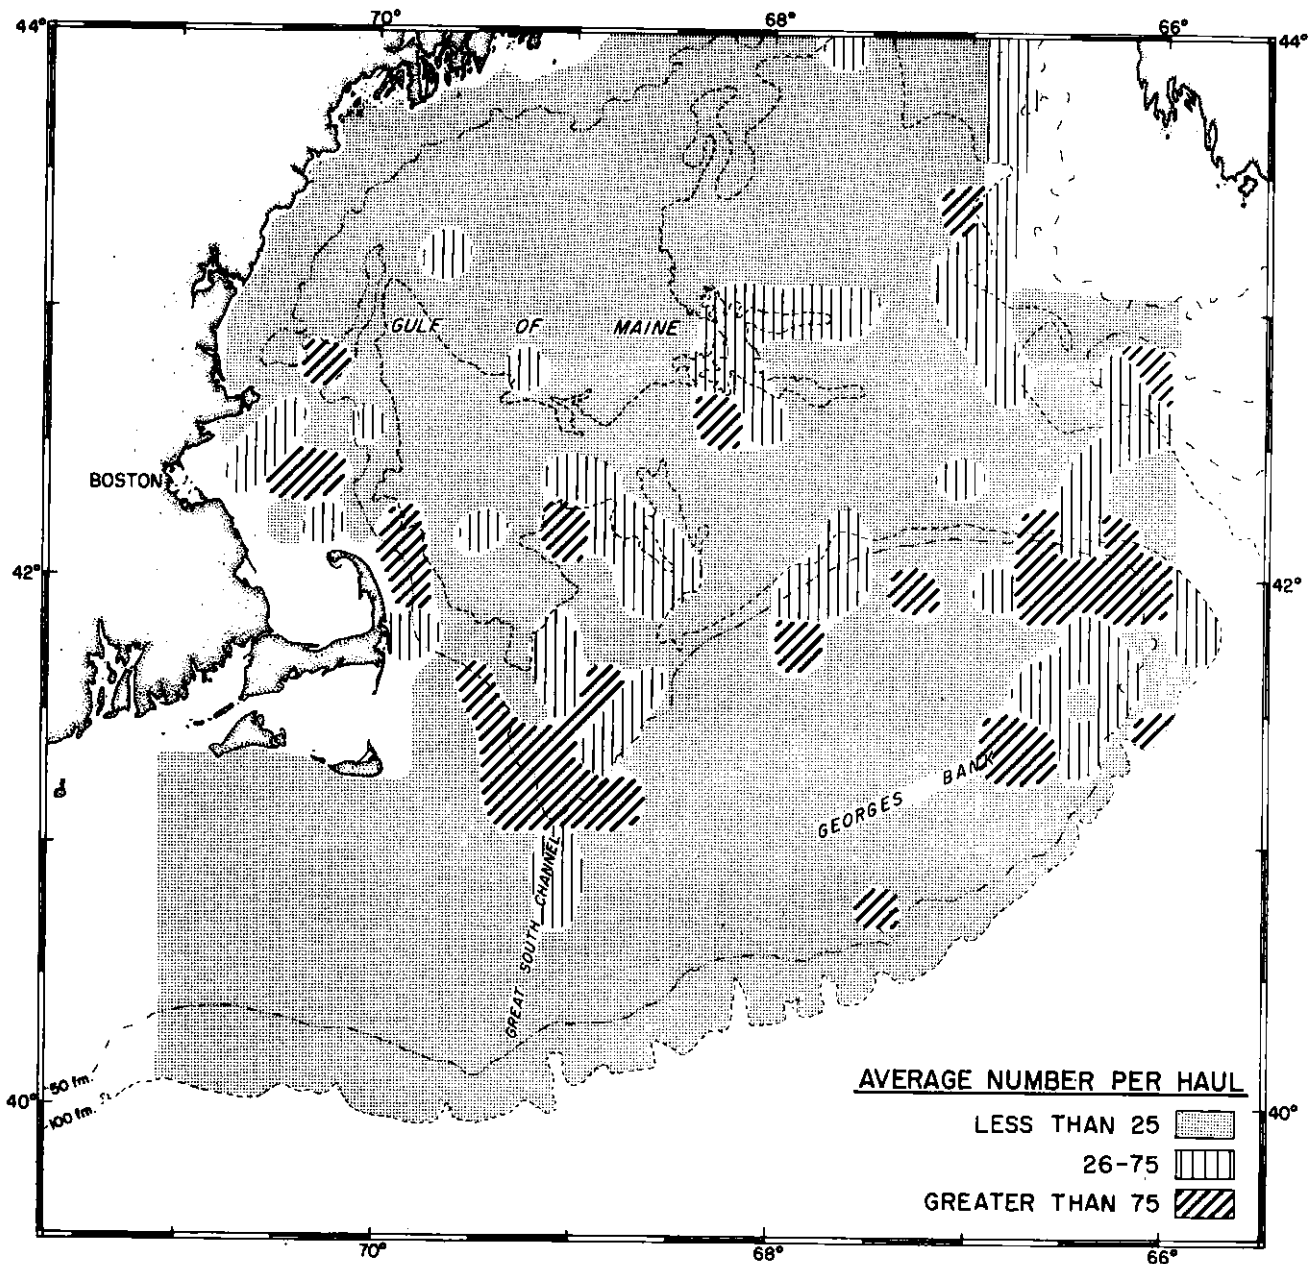 70° 68° 66°
44° 44°
GULF OF MAINE
BOSTON
42° 42°
GEORGES BANK
GREAT SOUTH CHANNEL
50 fm.
100 fm.
40° 40°
AVERAGE NUMBER PER HAUL
LESS THAN 25
26-75
GREATER THAN 75
70° 68° 66°